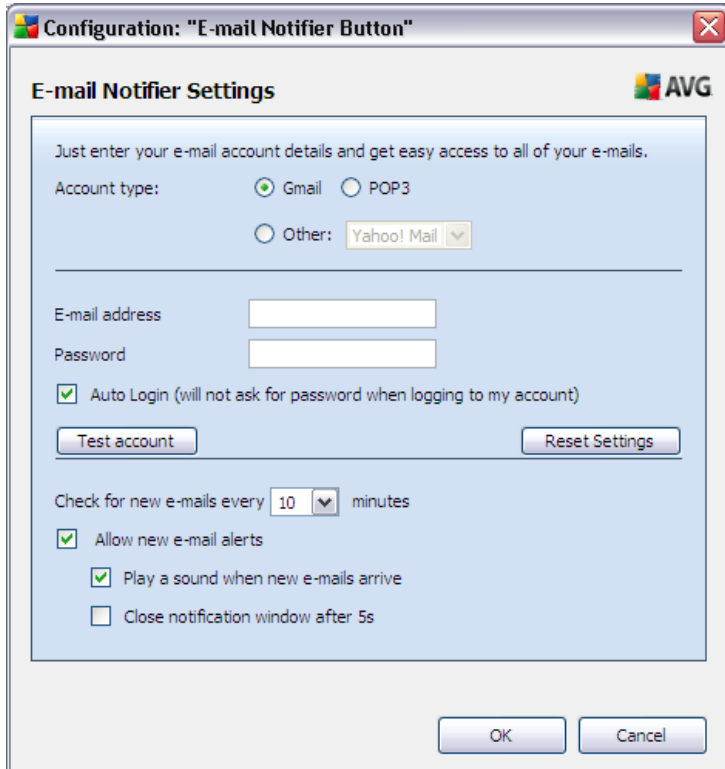 Configuration: "E-mail Notifier Button"
E-mail Notifier Settings
AVG
Just enter your e-mail account details and get easy access to all of your e-mails.
Account type: Gmail POP3
Other: Yahoo! Mail
E-mail address
Password
Auto Login (will not ask for password when logging to my account)
Test account Reset Settings
Check for new e-mails every 10 minutes
Allow new e-mail alerts
Play a sound when new e-mails arrive
Close notification window after 5s
OK Cancel